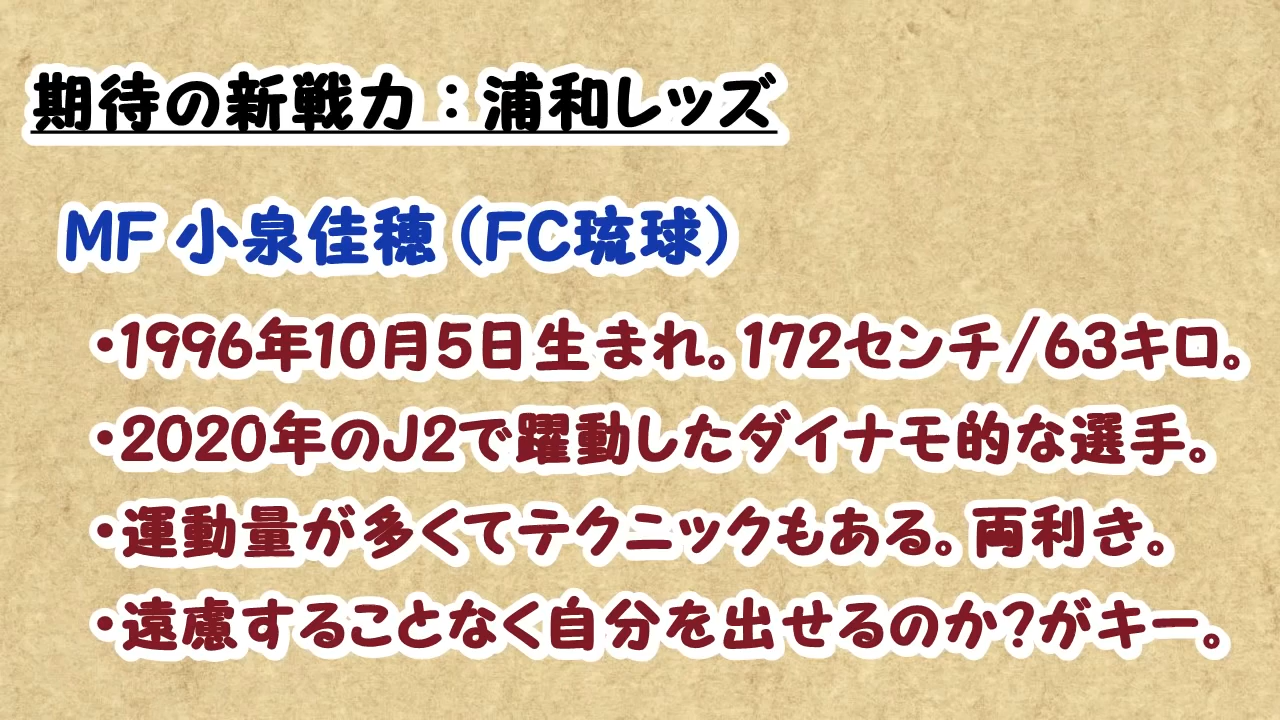 期待の新戦力：浦和レッズ
MF 小泉佳穂 (FC琉球)
・1996年10月5日生まれ。172センチ/63キロ。
・2020年のJ2で躍動したダイナモ的な選手。
・運動量が多くてテクニックもある。両利き。
・遠慮することなく自分を出せるのか?がキー。